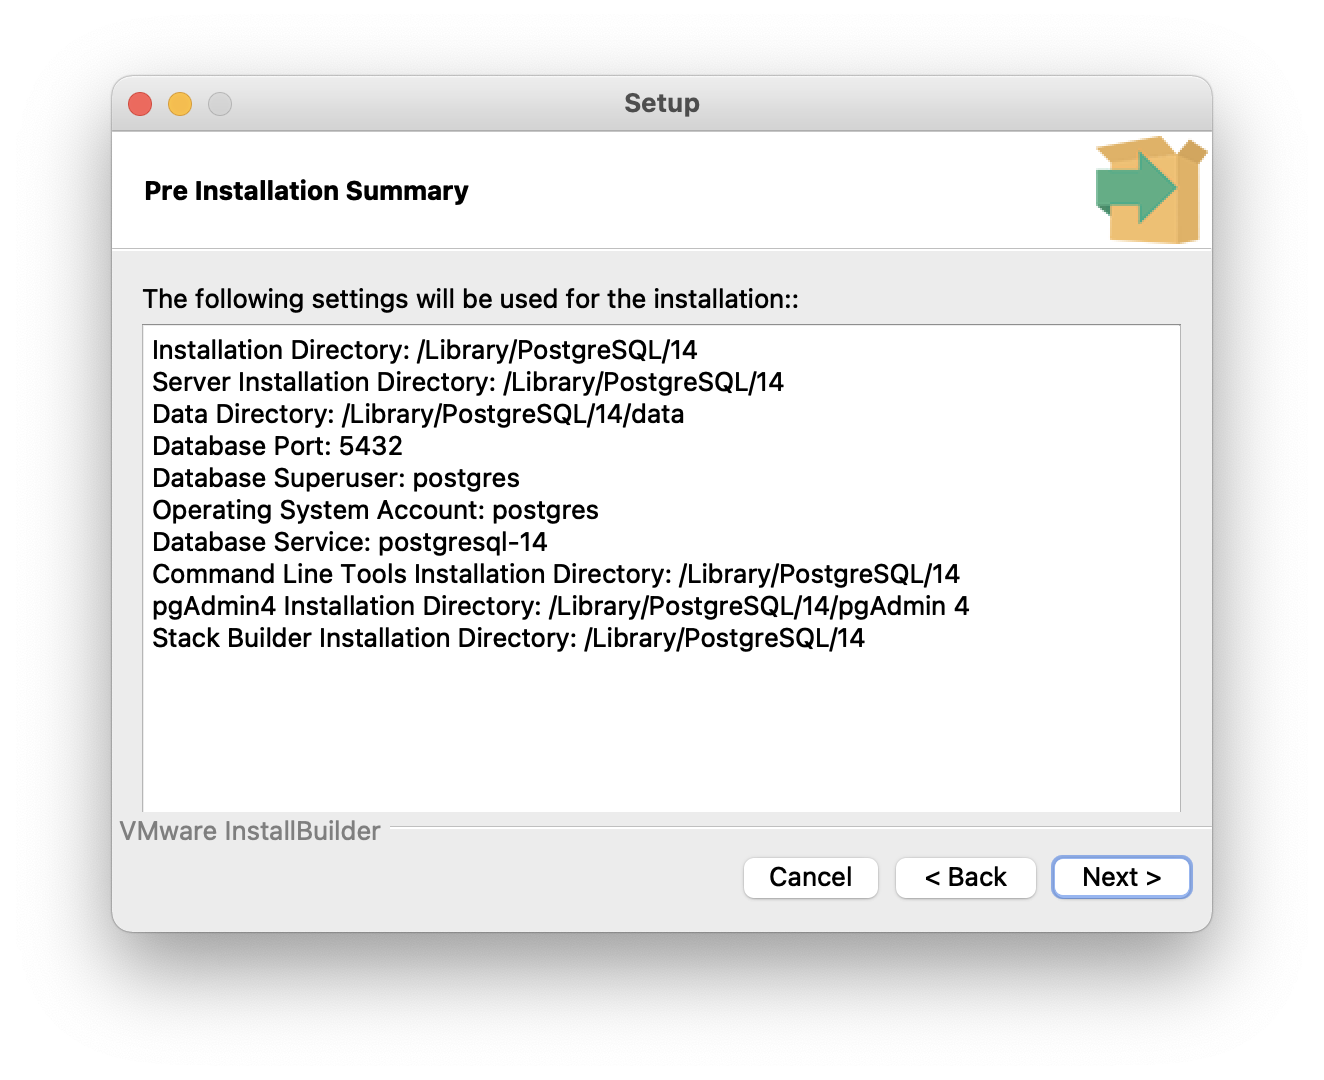 Setup
Pre Installation Summary
The following settings will be used for the installation::
Installation Directory: /Library/PostgreSQL/14
Server Installation Directory: /Library/PostgreSQL/14
Data Directory: /Library/PostgreSQL/14/data
Database Port: 5432
Database Superuser: postgres
Operating System Account: postgres
Database Service: postgresql-14
Command Line Tools Installation Directory: /Library/PostgreSQL/14
pgAdmin4 Installation Directory: /Library/PostgreSQL/14/pgAdmin 4
Stack Builder Installation Directory: /Library/PostgreSQL/14
VMware InstallBuilder
Cancel < Back Next >